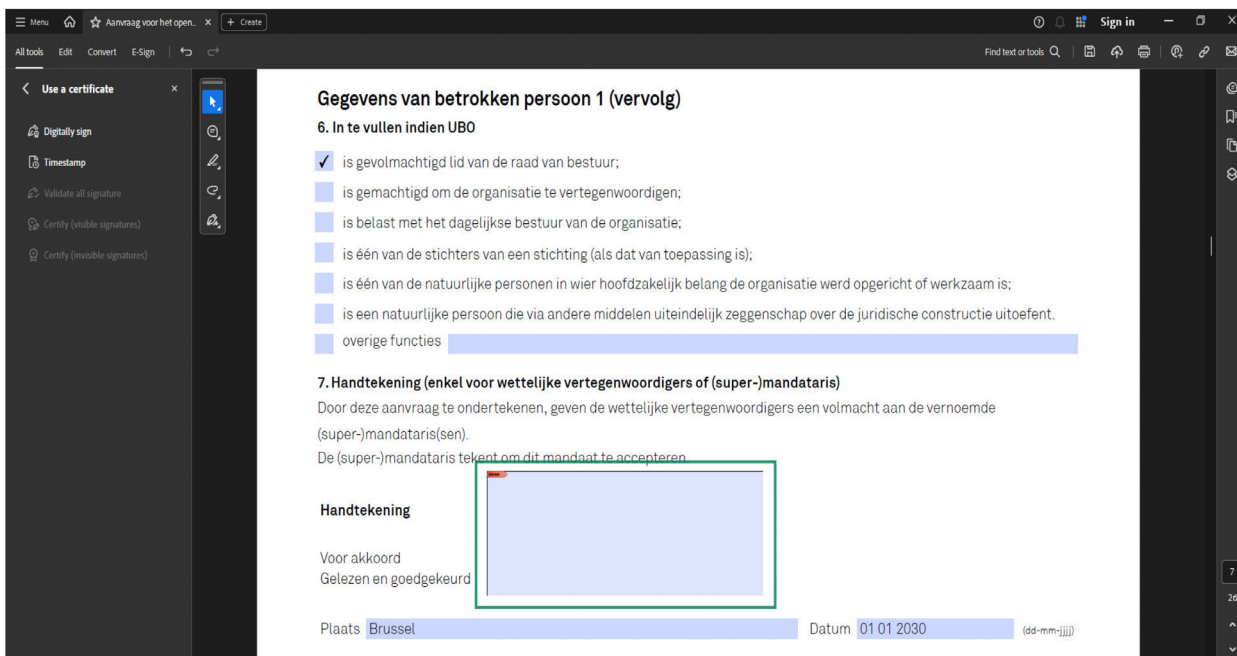 Menu
Aanvraag voor het open...
Create
Sign in
All tools
Edit
Convert
E-Sign
Find text or tools
Use a certificate
Digitally sign
Timestamp
Validate all signature
Certify (visible signatures)
Certify (invisible signatures)
Gegevens van betrokken persoon 1 (vervolg)
6. In te vullen indien UBO
is gevolmachtigd lid van de raad van bestuur;
is gemachtigd om de organisatie te vertegenwoordigen;
is belast met het dagelijkse bestuur van de organisatie;
is één van de stichters van een stichting (als dat van toepassing is);
is één van de natuurlijke personen in wier hoofdzakelijk belang de organisatie werd opgericht of werkzaam is;
is een natuurlijke persoon die via andere middelen uiteindelijk zeggenschap over de juridische constructie uitoefent.
overige functies
7. Handtekening (enkel voor wettelijke vertegenwoordigers of (super-)mandataris)
Door deze aanvraag te ondertekenen, geven de wettelijke vertegenwoordigers een volmacht aan de vernoemde
(super-)mandataris(sen).
De (super-)mandataris tekent om dit mandaat te accepteren
Handtekening
Voor akkoord
Gelezen en goedgekeurd
Plaats Brussel
Datum 01 01 2030 (dd-mm-jjjj)
7
26